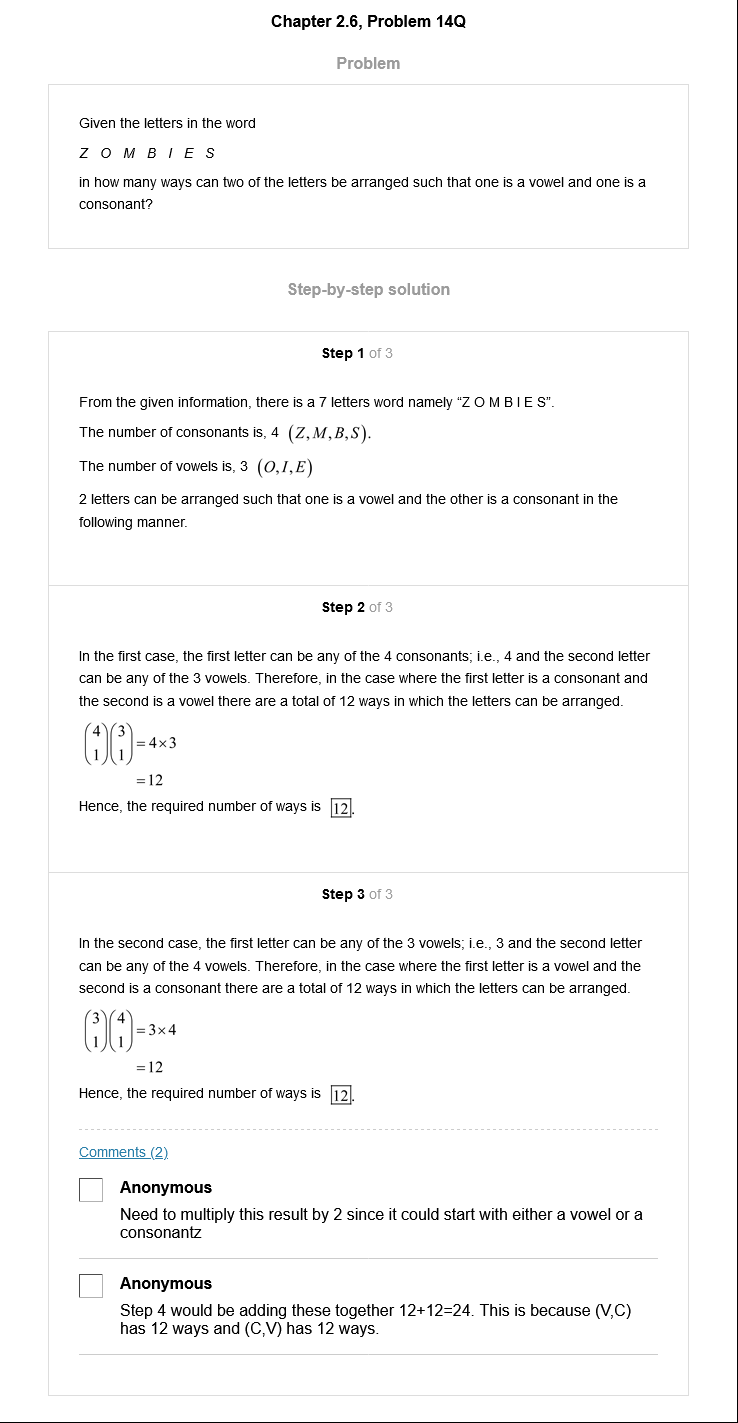 Chapter 2.6, Problem 14Q
Problem
Given the letters in the word
Z O M B I E S
in how many ways can two of the letters be arranged such that one is a vowel and one is a
consonant?
Step-by-step solution
Step 1 of 3
From the given information, there is a 7 letters word namely “Z O M B I E S”.
The number of consonants is, 4 (Z, M, B, S).
The number of vowels is, 3 (O, I, E)
2 letters can be arranged such that one is a vowel and the other is a consonant in the
following manner.
Step 2 of 3
In the first case, the first letter can be any of the 4 consonants; i.e., 4 and the second letter
can be any of the 3 vowels. Therefore, in the case where the first letter is a consonant and
the second is a vowel there are a total of 12 ways in which the letters can be arranged.
(4 1)(3 1) = 4×3
=12
Hence, the required number of ways is 12.
Step 3 of 3
In the second case, the first letter can be any of the 3 vowels; i.e., 3 and the second letter
can be any of the 4 vowels. Therefore, in the case where the first letter is a vowel and the
second is a consonant there are a total of 12 ways in which the letters can be arranged.
(3 1)(4 1) = 3×4
=12
Hence, the required number of ways is 12.
Comments (2)
Anonymous
Need to multiply this result by 2 since it could start with either a vowel or a
consonantz
Anonymous
Step 4 would be adding these together 12+12=24. This is because (V,C)
has 12 ways and (C,V) has 12 ways.